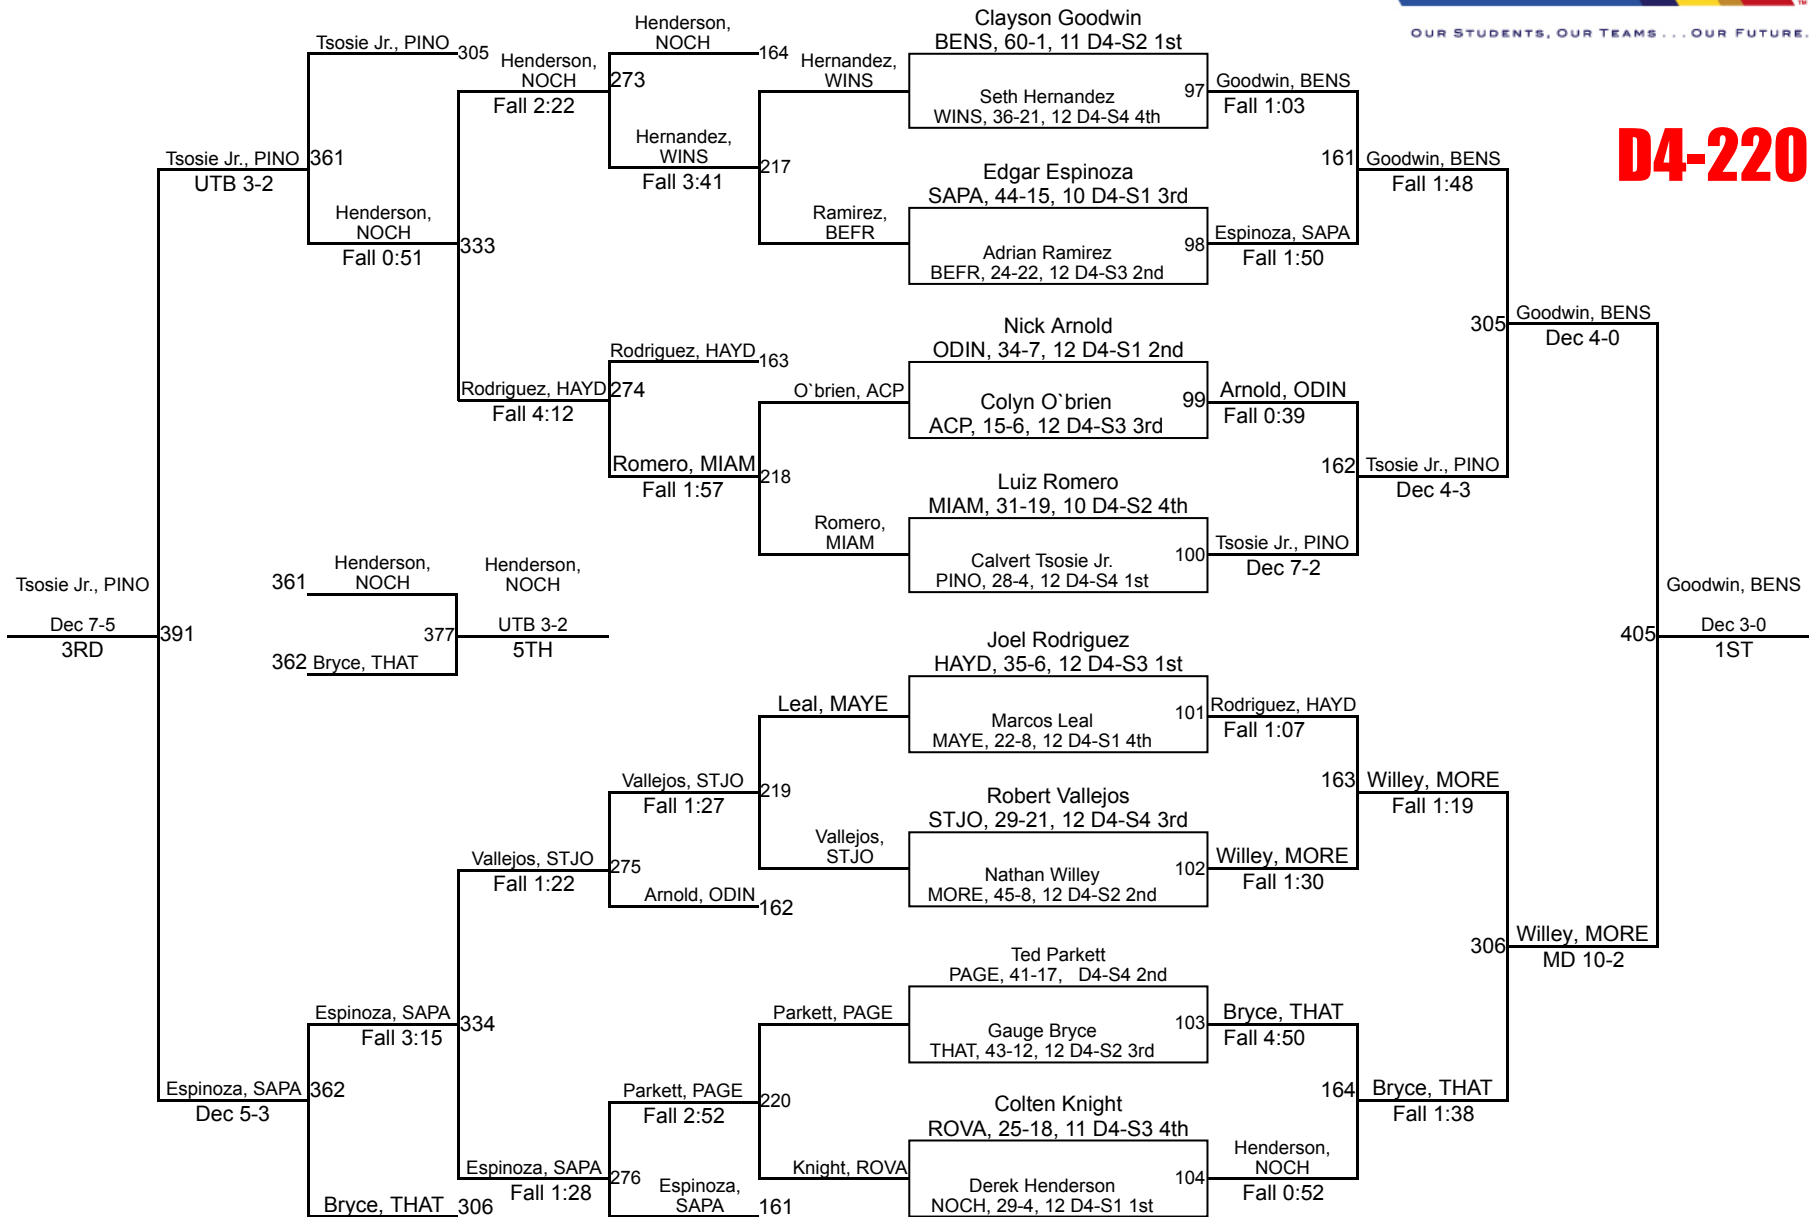 OUR STUDENTS, OUR TEAMS . . . OUR FUTURE.
TM
D4-220
Tsosie Jr., PINO
305
Henderson,
NOCH
Fall 2:22
273
Henderson,
NOCH
164
Hernandez,
WINS
Fall 3:41
217
Hernandez,
WINS
Ramirez,
BEFR
Tsosie Jr., PINO
UTB 3-2
361
Henderson,
NOCH
Fall 0:51
333
Rodriguez, HAYD
Fall 4:12
274
Rodriguez, HAYD
163
Romero, MIAM
Fall 1:57
218
O`brien, ACP
Romero,
MIAM
Clayson Goodwin
BENS, 60-1, 11 D4-S2 1st
Seth Hernandez
WINS, 36-21, 12 D4-S4 4th
97
Goodwin, BENS
Fall 1:03
Edgar Espinoza
SAPA, 44-15, 10 D4-S1 3rd
Adrian Ramirez
BEFR, 24-22, 12 D4-S3 2nd
98
Espinoza, SAPA
Fall 1:50
161
Goodwin, BENS
Fall 1:48
Nick Arnold
ODIN, 34-7, 12 D4-S1 2nd
Colyn O`brien
ACP, 15-6, 12 D4-S3 3rd
99
Arnold, ODIN
Fall 0:39
Luiz Romero
MIAM, 31-19, 10 D4-S2 4th
Calvert Tsosie Jr.
PINO, 28-4, 12 D4-S4 1st
100
Tsosie Jr., PINO
Dec 7-2
162
Tsosie Jr., PINO
Dec 4-3
305
Goodwin, BENS
Dec 4-0
Tsosie Jr., PINO
Dec 7-5
3RD
391
361
Henderson,
NOCH
362
Bryce, THAT
377
Henderson,
NOCH
UTB 3-2
5TH
405
Goodwin, BENS
Dec 3-0
1ST
Joel Rodriguez
HAYD, 35-6, 12 D4-S3 1st
Marcos Leal
MAYE, 22-8, 12 D4-S1 4th
101
Rodriguez, HAYD
Fall 1:07
Robert Vallejos
STJO, 29-21, 12 D4-S4 3rd
Nathan Willey
MORE, 45-8, 12 D4-S2 2nd
102
Willey, MORE
Fall 1:30
163
Willey, MORE
Fall 1:19
Leal, MAYE
Vallejos,
STJO
219
Vallejos, STJO
Fall 1:27
275
Arnold, ODIN
162
Vallejos, STJO
Fall 1:22
Ted Parkett
PAGE, 41-17, D4-S4 2nd
Gauge Bryce
THAT, 43-12, 12 D4-S2 3rd
103
Bryce, THAT
Fall 4:50
Colten Knight
ROVA, 25-18, 11 D4-S3 4th
Derek Henderson
NOCH, 29-4, 12 D4-S1 1st
104
Henderson,
NOCH
Fall 0:52
164
Bryce, THAT
Fall 1:38
306
Willey, MORE
MD 10-2
Parkett, PAGE
Knight, ROVA
220
Parkett, PAGE
Fall 2:52
276
Espinoza,
SAPA
161
Espinoza, SAPA
Fall 1:28
334
Espinoza, SAPA
Fall 3:15
362
Bryce, THAT
306
Espinoza, SAPA
Dec 5-3